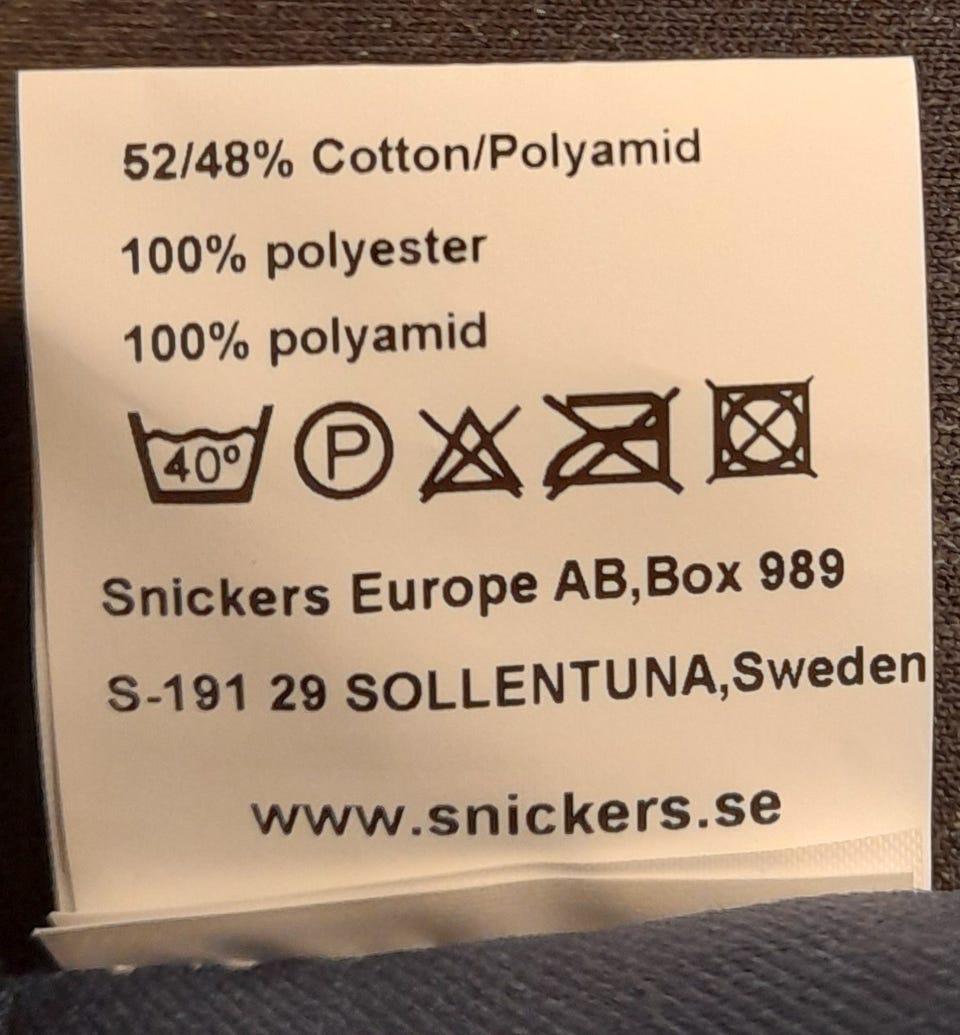 52/48% Cotton/Polyamid
100% polyester
100% polyamid
40° P
Snickers Europe AB,Box 989
S-191 29 SOLLENTUNA,Sweden
www.snickers.se